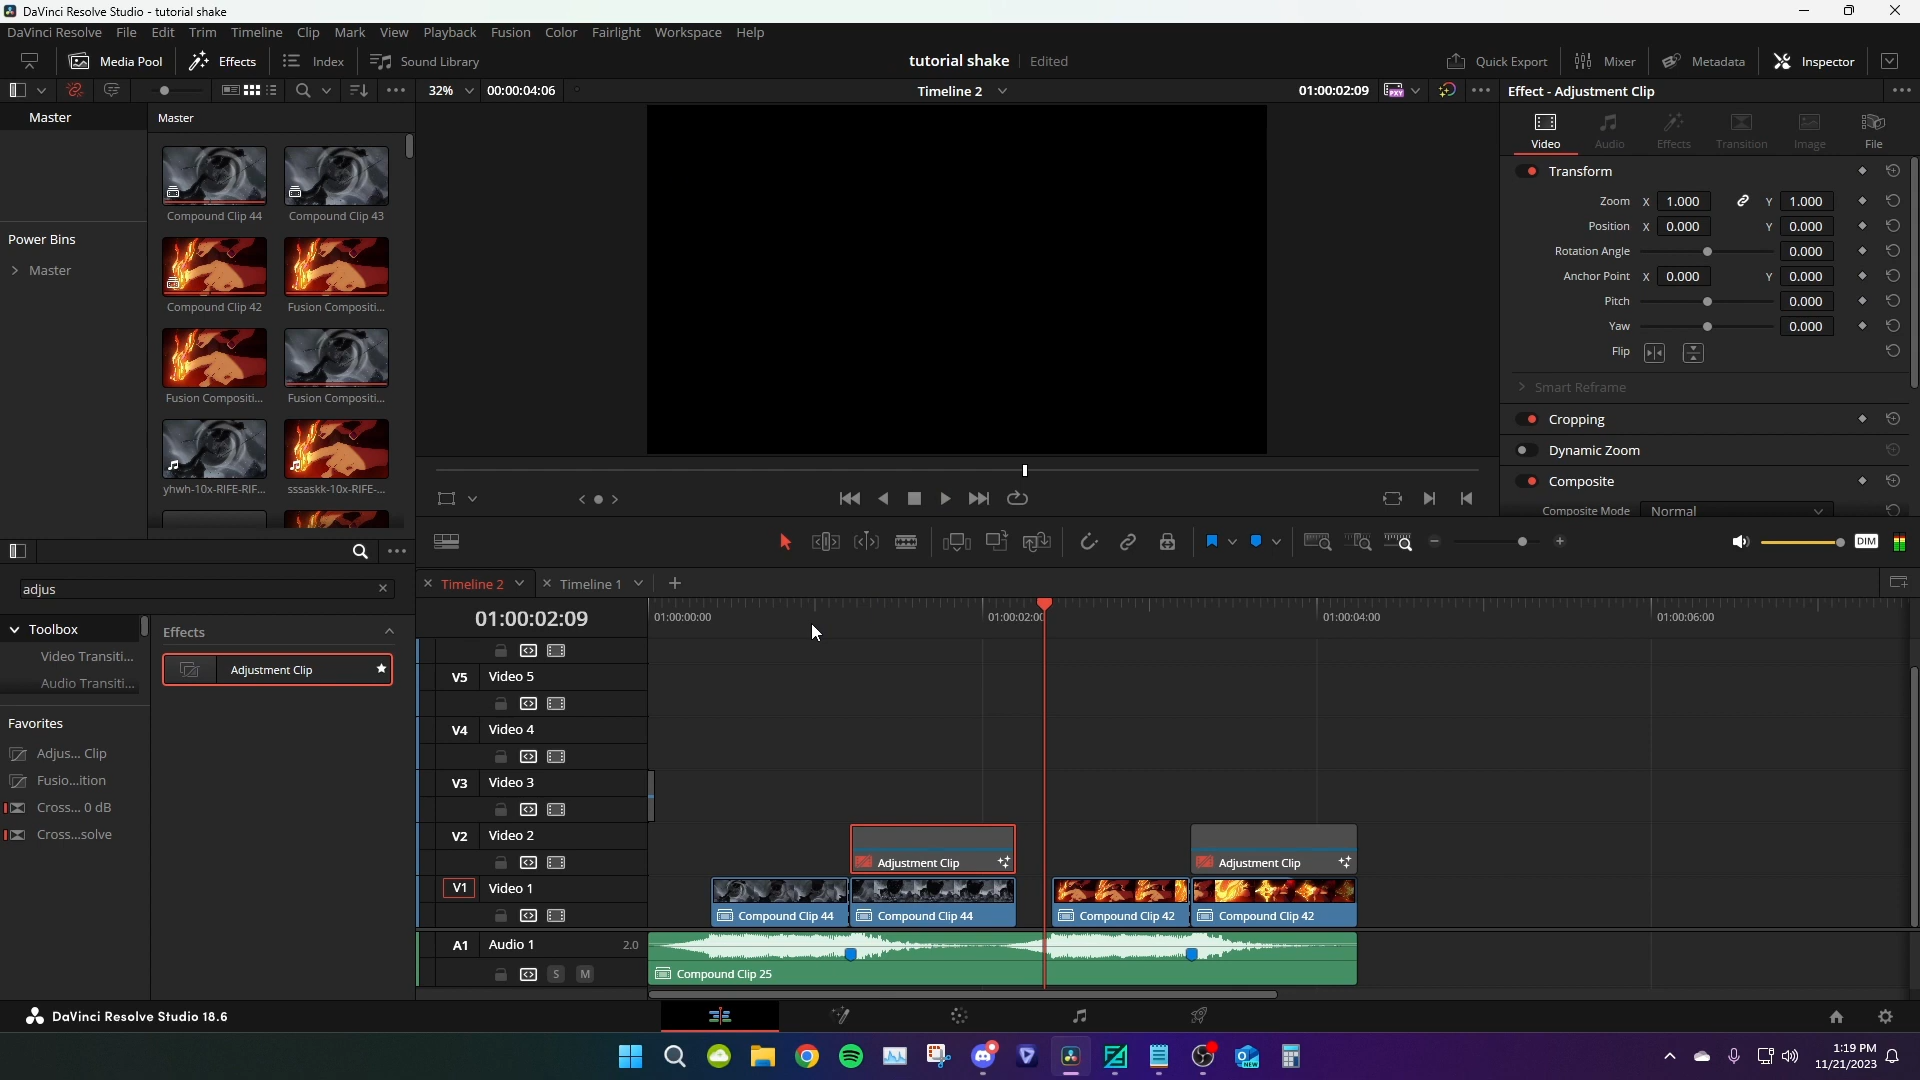 DaVinci Resolve Studio - tutorial shake
DaVinci Resolve File Edit Trim Timeline Clip Mark View Playback Fusion Color Fairlight Workspace Help
Media Pool Effects Index Sound Library tutorial shake Edited Quick Export Mixer Metadata Inspector
32% 00:00:04:06 Timeline 2 01:00:02:09 PXY Effect - Adjustment Clip
Master Master
Video Audio Effects Transition Image File
Transform
Zoom X 1.000 Y 1.000
Position X 0.000 Y 0.000
Rotation Angle 0.000
Anchor Point X 0.000 Y 0.000
Pitch 0.000
Yaw 0.000
Flip
Smart Reframe
Cropping
Dynamic Zoom
Composite
Composite Mode Normal
Compound Clip 44 Compound Clip 43
Power Bins
Master
Compound Clip 42 Fusion Compositi...
Fusion Compositi... Fusion Compositi...
yhwh-10x-RIFE-RIF... sssaskk-10x-RIFE-...
DIM
adjus
Toolbox
Video Transiti...
Audio Transiti...
Effects
Adjustment Clip
Favorites
Adjus... Clip
Fusio...ition
Cross... 0 dB
Cross...solve
Timeline 2 Timeline 1
01:00:02:09 01:00:00:00 01:00:02:00 01:00:04:00 01:00:06:00
V5 Video 5
V4 Video 4
V3 Video 3
V2 Video 2
Adjustment Clip Adjustment Clip
V1 Video 1
Compound Clip 44 Compound Clip 44 Compound Clip 42 Compound Clip 42
A1 Audio 1 2.0
S M
Compound Clip 25
DaVinci Resolve Studio 18.6
NEW
1:19 PM
11/21/2023